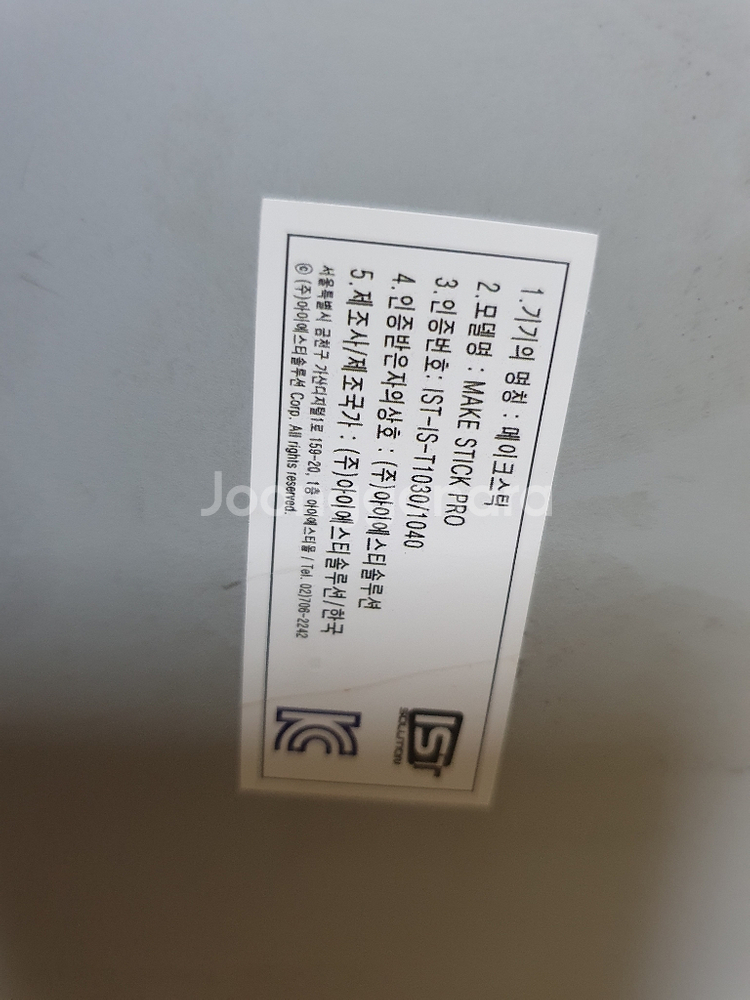 1.기기의 명칭 : 메이크스틱
2.모델명 : MAKE STICK PRO
3.인증번호: IST-IS-T1030/1040
4.인증받은자의상호 : (주)아이에스티솔루션
5.제조사/제조국가 : (주)아이에스티솔루션/한국
서울특별시 금천구 가산디지털1로 159-20, 1층 아이에스티몰 / Tel. 02)706-2242
© (주)아이에스티솔루션 Corp. All rights reserved.
IST
SOLUTION
KC
Joonggonara